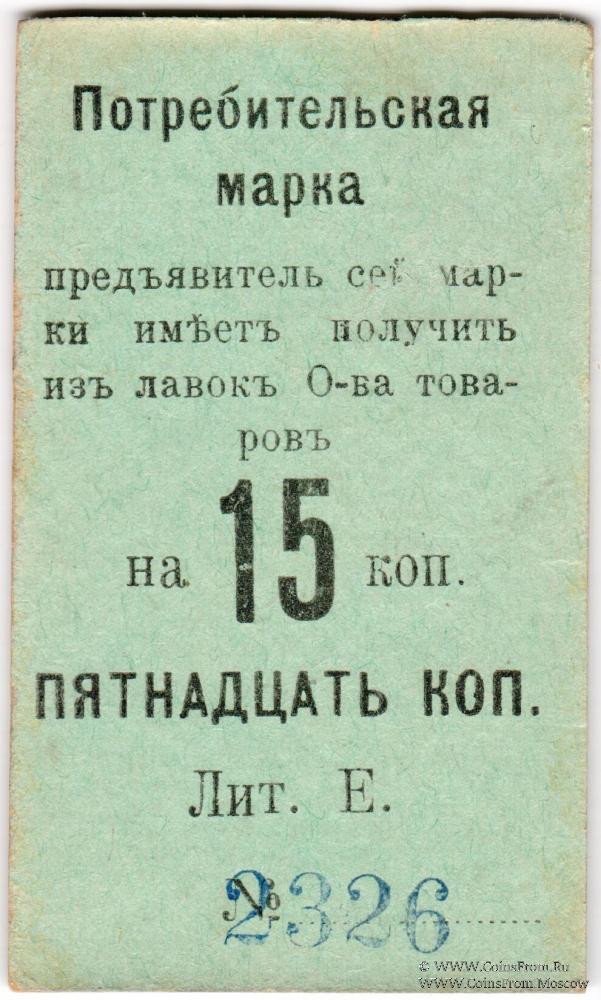 Потребительская
марка
предъявитель сей мар-
ки имѣетъ получить
изъ лавокъ О-ва това-
ровъ
на 15 коп.
ПЯТНАДЦАТЬ КОП.
Лит. Е.
№ 2326
© WWW.CoinsFrom.Ru
WWW.CoinsFrom.Moscow